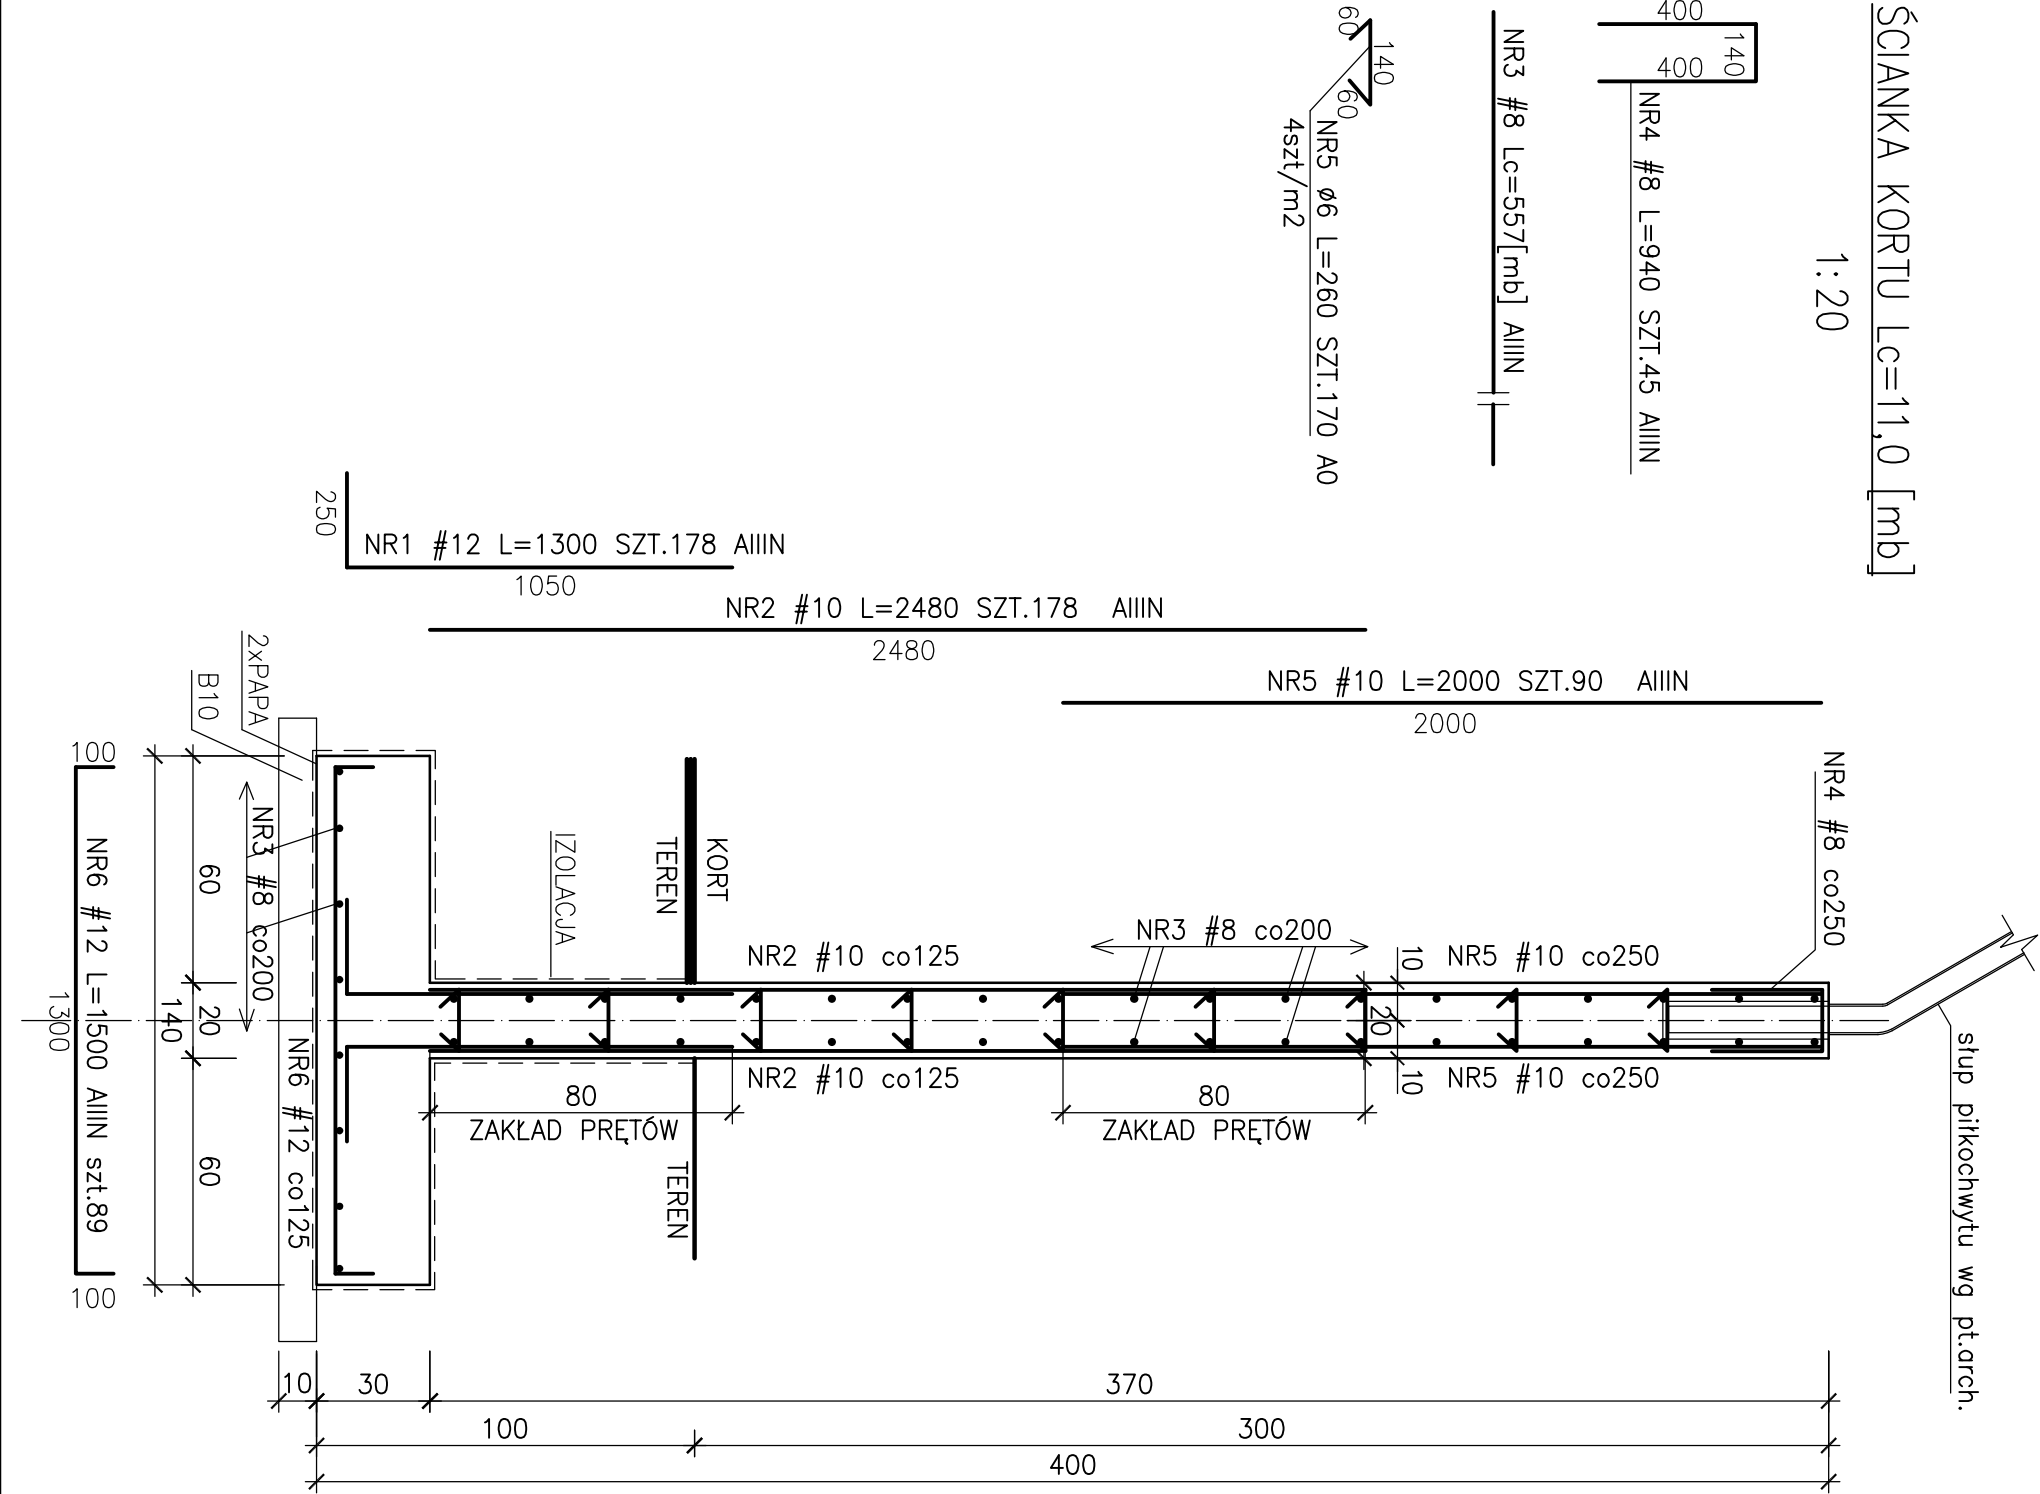 ŚCIANKA KORTU Lc=11,0 [mb]
1:20
400
140
400
NR4 #8 L=940 SZT.45 AIIIN
NR3 #8 Lc=557[mb] AIIIN
60
140
60
NR5 ø6 L=260 SZT.170 A0
4szt/m2
250
NR1 #12 L=1300 SZT.178 AIIIN
1050
NR2 #10 L=2480 SZT.178 AIIIN
2480
NR5 #10 L=2000 SZT.90 AIIIN
2000
2xPAPA
B10
NR4 #8 co250
KORT
TEREN
IZOLACJA
NR3 #8 co200
NR2 #10 co125
NR3 #8 co200
NR5 #10 co250
10
20
10
NR2 #10 co125
NR5 #10 co250
80
ZAKŁAD PRĘTÓW
80
ZAKŁAD PRĘTÓW
TEREN
słup piłkochwytu wg pt.arch.
NR6 #12 co125
60
20
60
140
100
NR6 #12 L=1500 AIIIN szt.89
1300
100
10
30
370
100
300
400